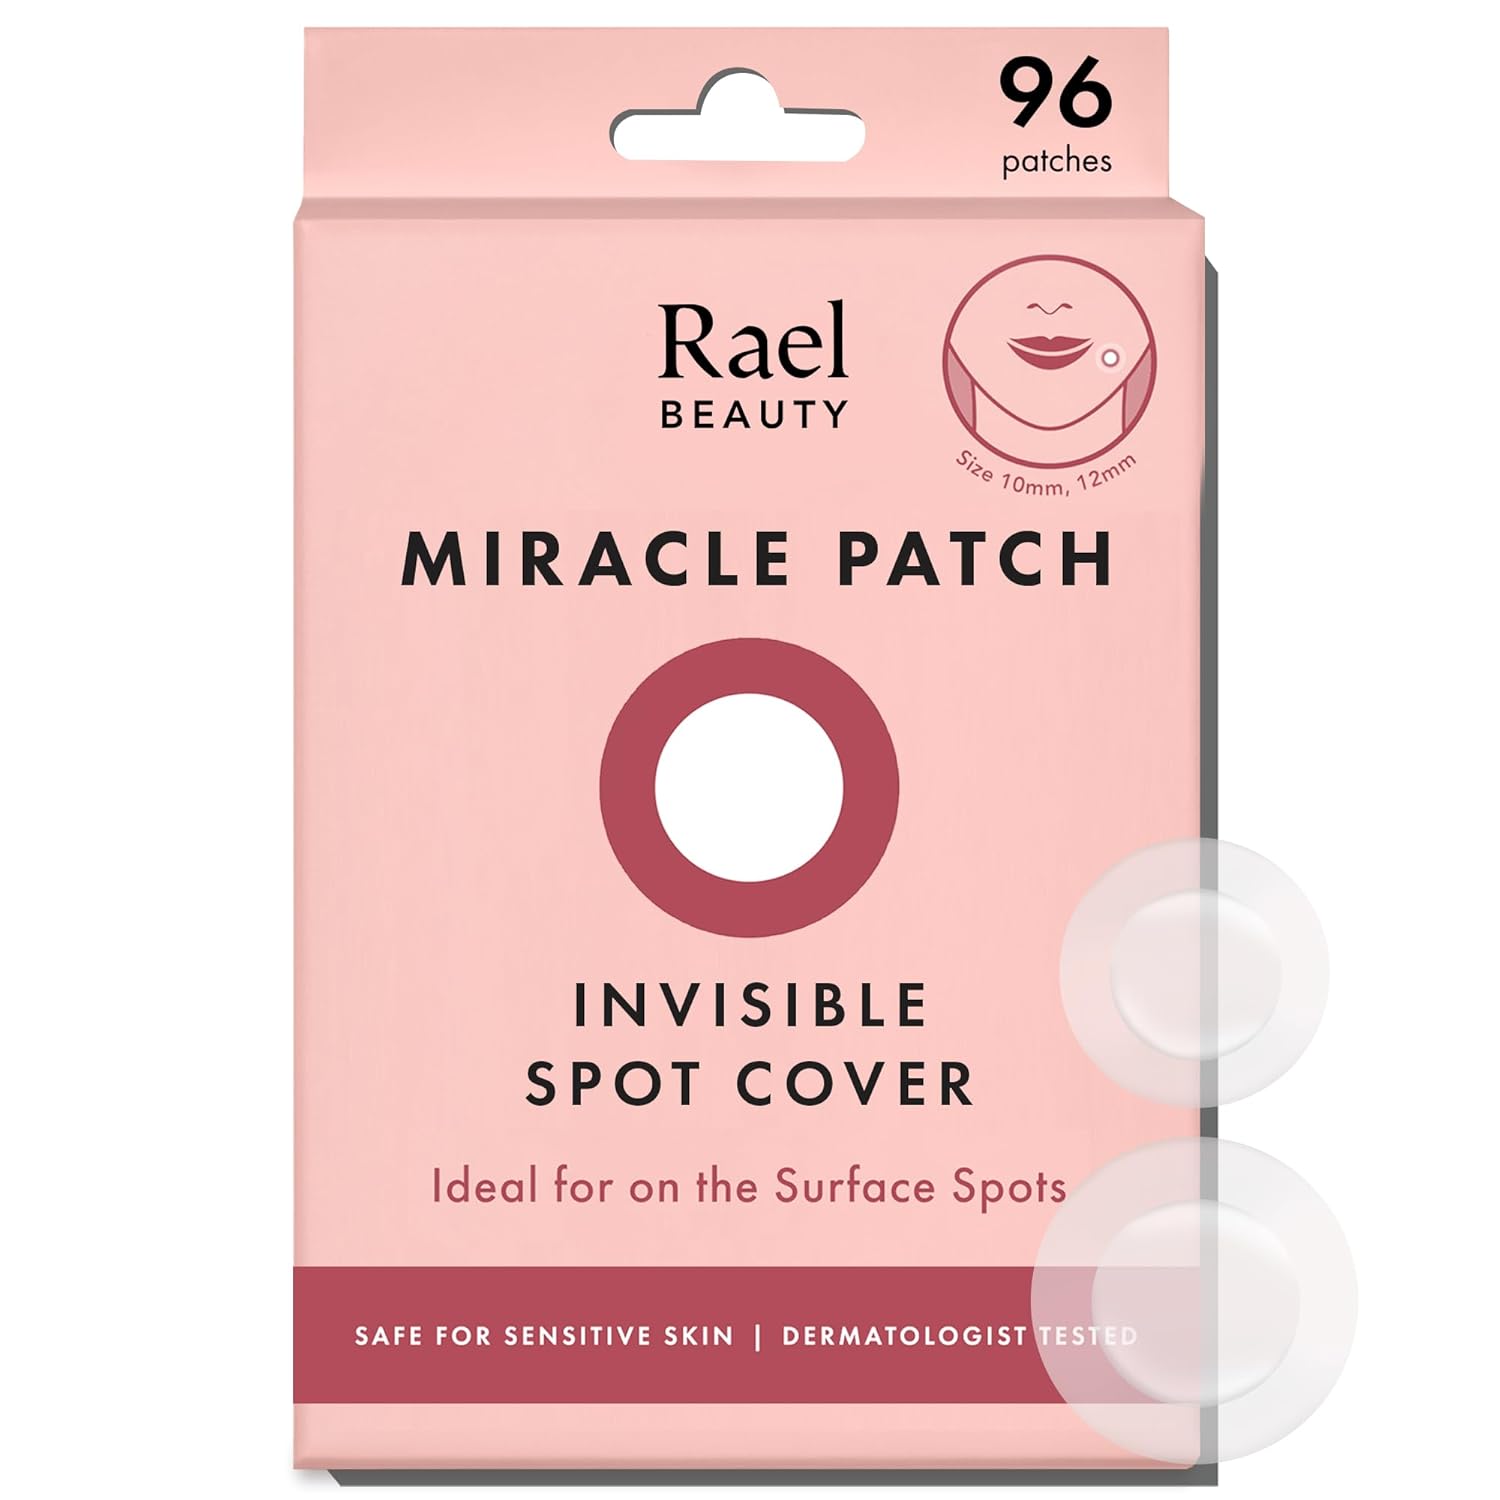 96
patches
Rael
BEAUTY
Size 10mm, 12mm
MIRACLE PATCH
INVISIBLE
SPOT COVER
Ideal for on the Surface Spots
SAFE FOR SENSITIVE SKIN | DERMATOLOGIST TESTED